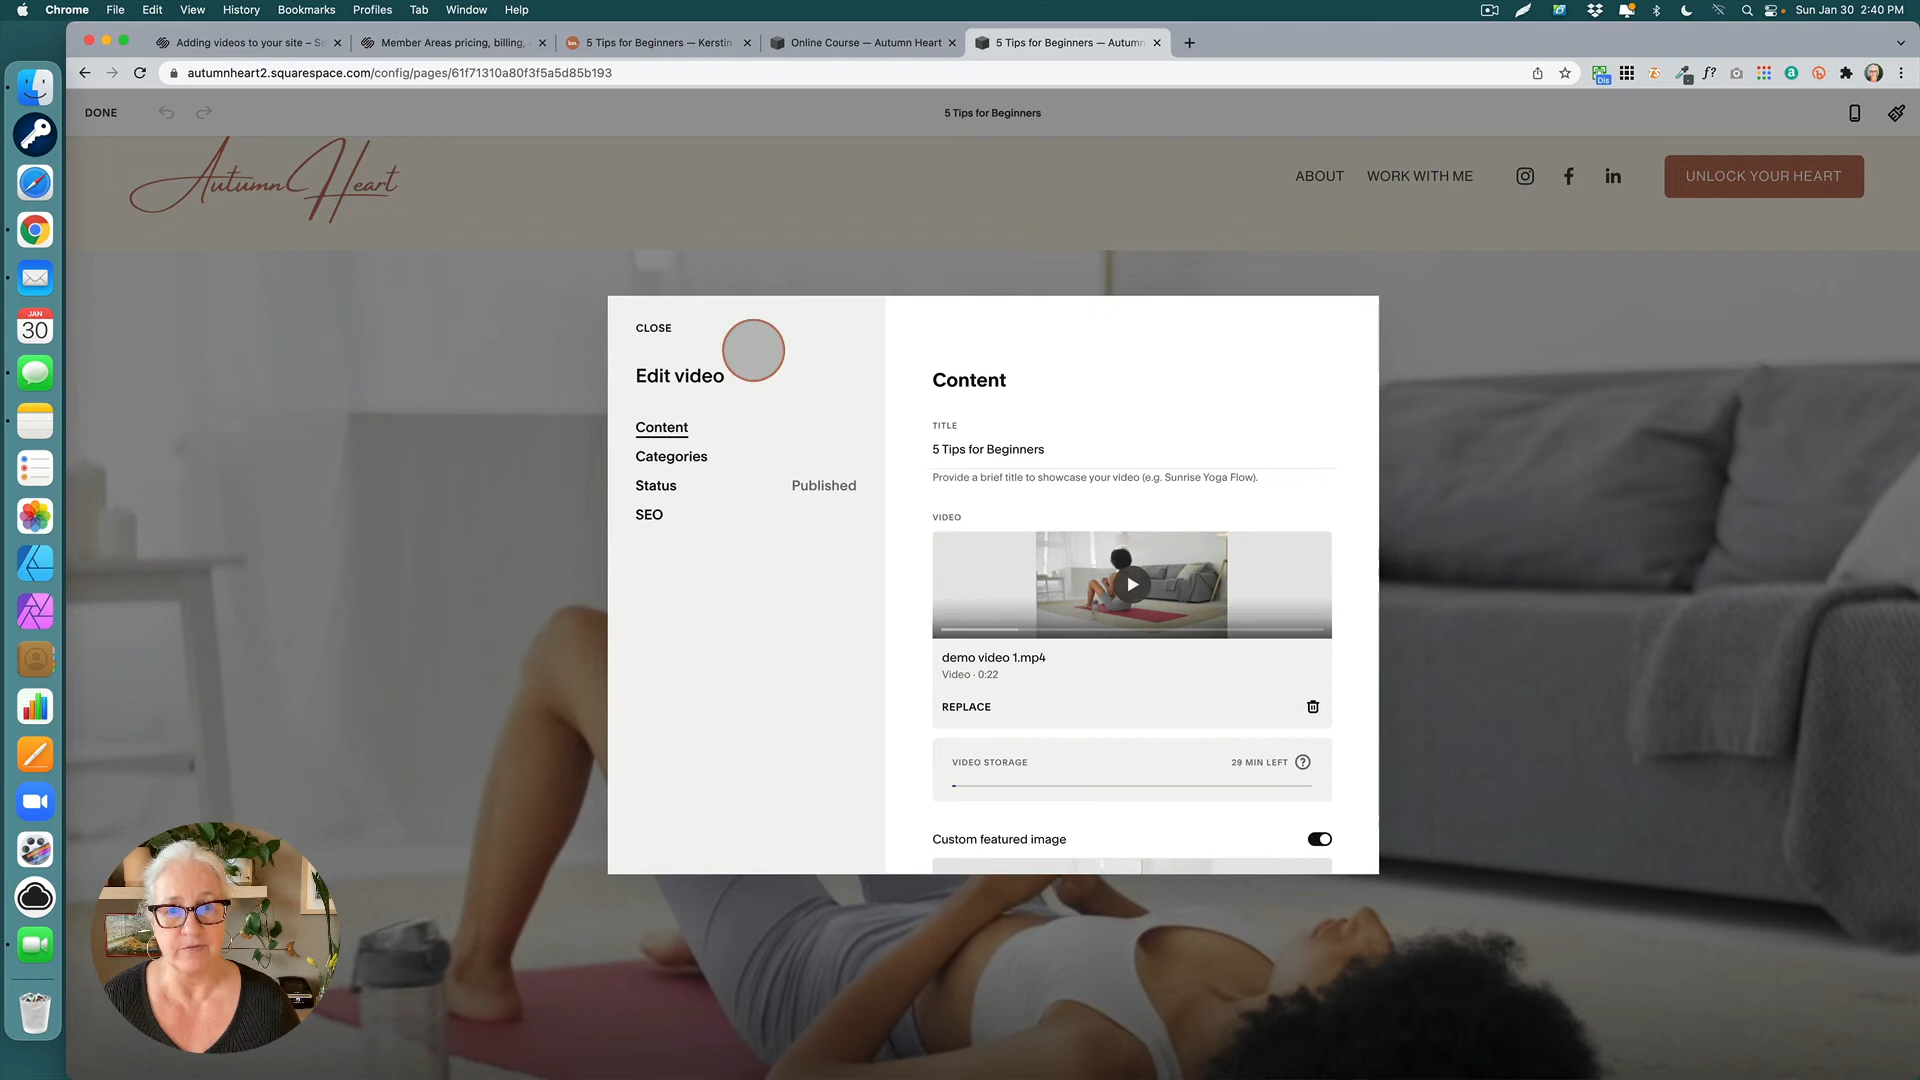 Chrome File Edit View History Bookmarks Profiles Tab Window Help
Sun Jan 30 2:40 PM
Adding videos to your site – Sq
Member Areas pricing, billing,
5 Tips for Beginners — Kerstin
Online Course — Autumn Heart
5 Tips for Beginners — Autumn
autumnheart2.squarespace.com/config/pages/61f71310a80f3f5a5d85b193
Dis
f?
DONE
5 Tips for Beginners
Autumn Heart
ABOUT WORK WITH ME
UNLOCK YOUR HEART
JAN
30
CLOSE
Edit video
Content
Categories
Status Published
SEO
Content
TITLE
5 Tips for Beginners
Provide a brief title to showcase your video (e.g. Sunrise Yoga Flow).
VIDEO
demo video 1.mp4
Video · 0:22
REPLACE
VIDEO STORAGE 29 MIN LEFT ?
Custom featured image